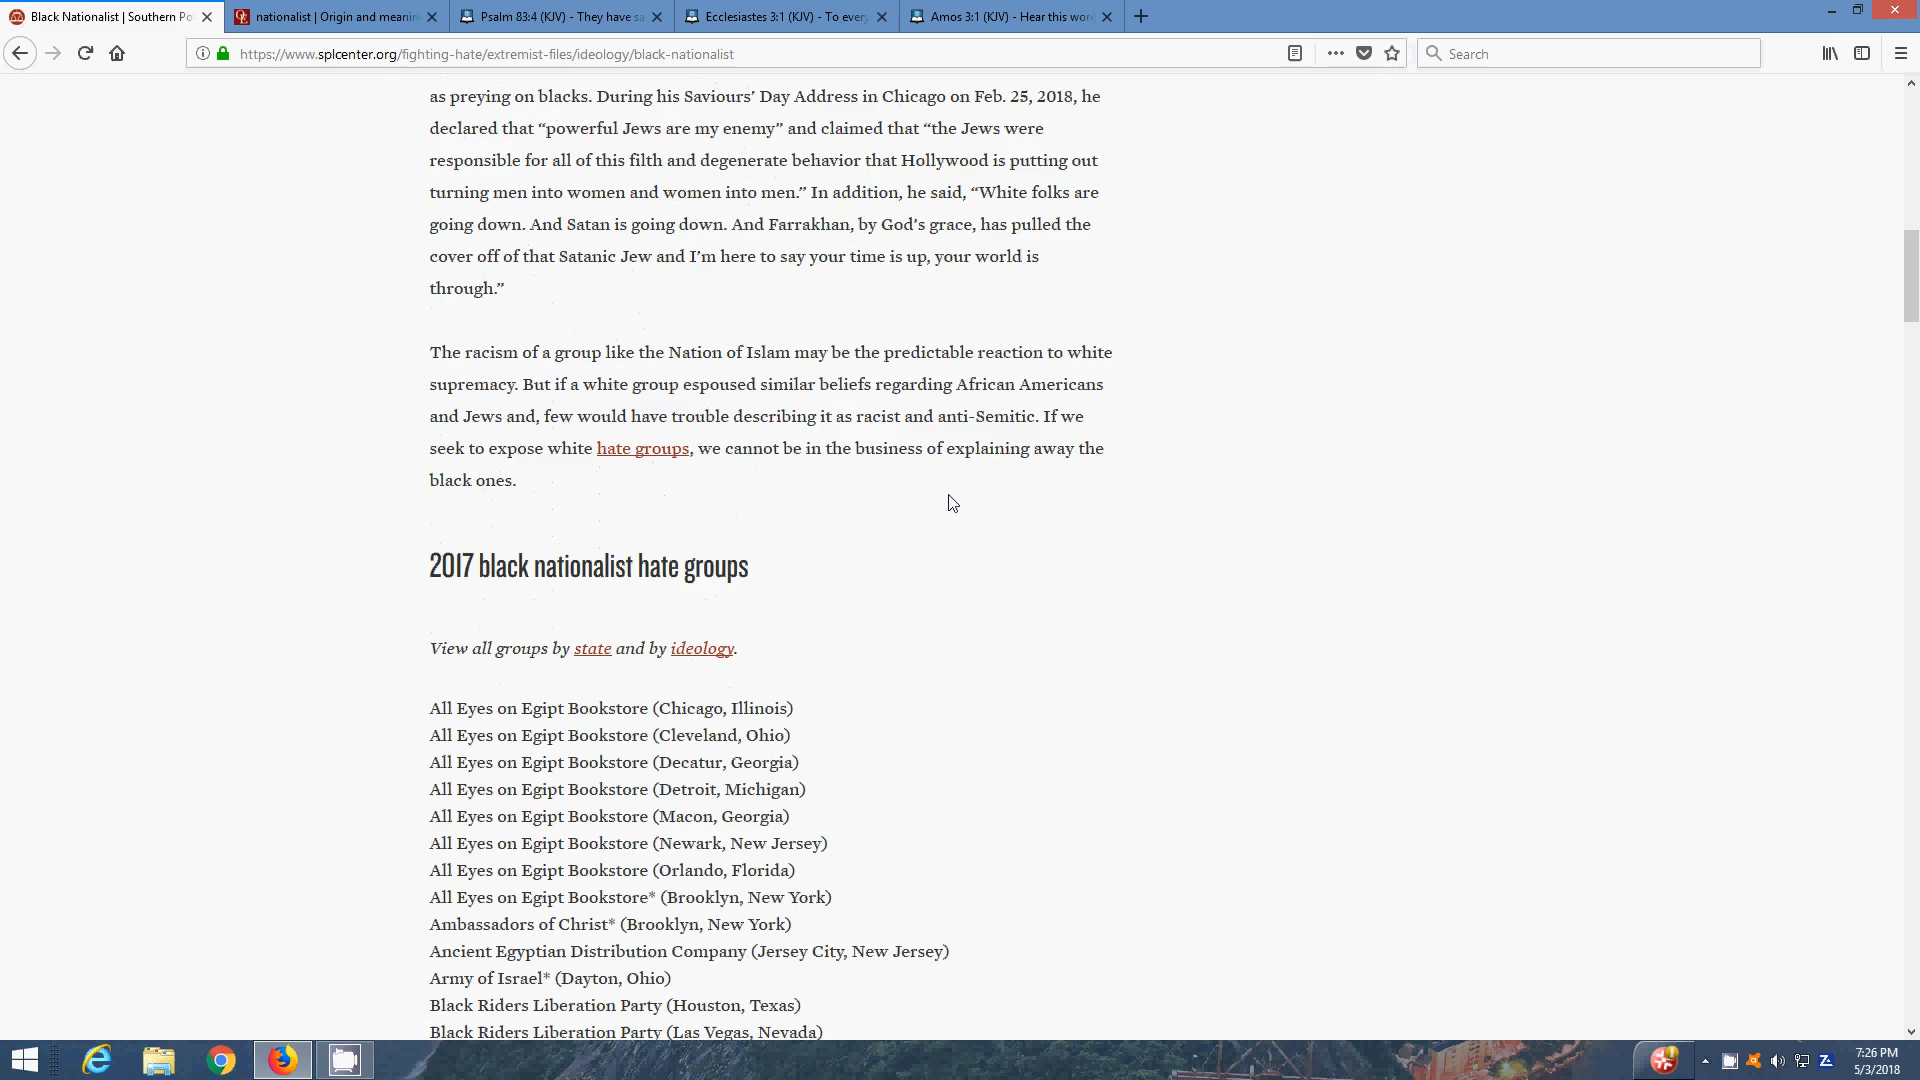 Black Nationalist | Southern Po
nationalist | Origin and meanin
Psalm 83:4 (KJV) - They have sa
Ecclesiastes 3:1 (KJV) - To every
Amos 3:1 (KJV) - Hear this wor
https://www.splcenter.org/fighting-hate/extremist-files/ideology/black-nationalist
Search
as preying on blacks. During his Saviours’ Day Address in Chicago on Feb. 25, 2018, he
declared that “powerful Jews are my enemy” and claimed that “the Jews were
responsible for all of this filth and degenerate behavior that Hollywood is putting out
turning men into women and women into men.” In addition, he said, “White folks are
going down. And Satan is going down. And Farrakhan, by God’s grace, has pulled the
cover off of that Satanic Jew and I’m here to say your time is up, your world is
through.”
The racism of a group like the Nation of Islam may be the predictable reaction to white
supremacy. But if a white group espoused similar beliefs regarding African Americans
and Jews and, few would have trouble describing it as racist and anti-Semitic. If we
seek to expose white hate groups, we cannot be in the business of explaining away the
black ones.
2017 black nationalist hate groups
View all groups by state and by ideology.
All Eyes on Egipt Bookstore (Chicago, Illinois)
All Eyes on Egipt Bookstore (Cleveland, Ohio)
All Eyes on Egipt Bookstore (Decatur, Georgia)
All Eyes on Egipt Bookstore (Detroit, Michigan)
All Eyes on Egipt Bookstore (Macon, Georgia)
All Eyes on Egipt Bookstore (Newark, New Jersey)
All Eyes on Egipt Bookstore (Orlando, Florida)
All Eyes on Egipt Bookstore* (Brooklyn, New York)
Ambassadors of Christ* (Brooklyn, New York)
Ancient Egyptian Distribution Company (Jersey City, New Jersey)
Army of Israel* (Dayton, Ohio)
Black Riders Liberation Party (Houston, Texas)
Black Riders Liberation Party (Las Vegas, Nevada)
7:26 PM
5/3/2018